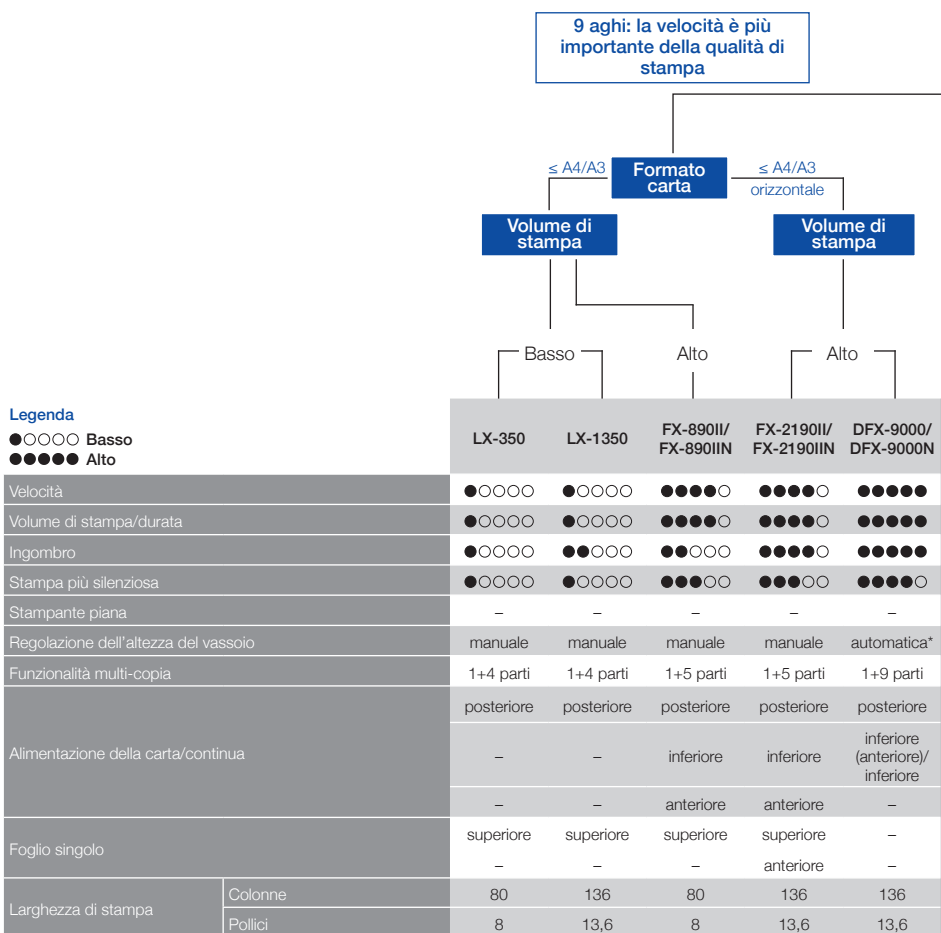 9 aghi: la velocità è più
importante della qualità di
stampa
≤ A4/A3
Formato
carta
≤ A4/A3
orizzontale
Volume di
stampa
Volume di
stampa
Basso
Alto
Alto
Legenda
●○○○○ Basso
●●●●● Alto
LX-350
LX-1350
FX-890II/
FX-890IIN
FX-2190II/
FX-2190IIN
DFX-9000/
DFX-9000N
Velocità ●○○○○ ●○○○○ ●●●●○ ●●●●○ ●●●●●
Volume di stampa/durata ●○○○○ ●○○○○ ●●●●○ ●●●●○ ●●●●●
Ingombro ●○○○○ ●●○○○ ●●○○○ ●●●●○ ●●●●●
Stampa più silenziosa ●○○○○ ●○○○○ ●●●○○ ●●●○○ ●●●●○
Stampante piana – – – – –
Regolazione dell'altezza del vassoio manuale manuale manuale manuale automatica*
Funzionalità multi-copia 1+4 parti 1+4 parti 1+5 parti 1+5 parti 1+9 parti
Alimentazione della carta/continua
posteriore posteriore posteriore posteriore posteriore
– – inferiore inferiore inferiore
(anteriore)/
inferiore
– – anteriore anteriore –
Foglio singolo
superiore superiore superiore superiore –
– – – anteriore –
Larghezza di stampa
Colonne 80 136 80 136 136
Pollici 8 13,6 8 13,6 13,6